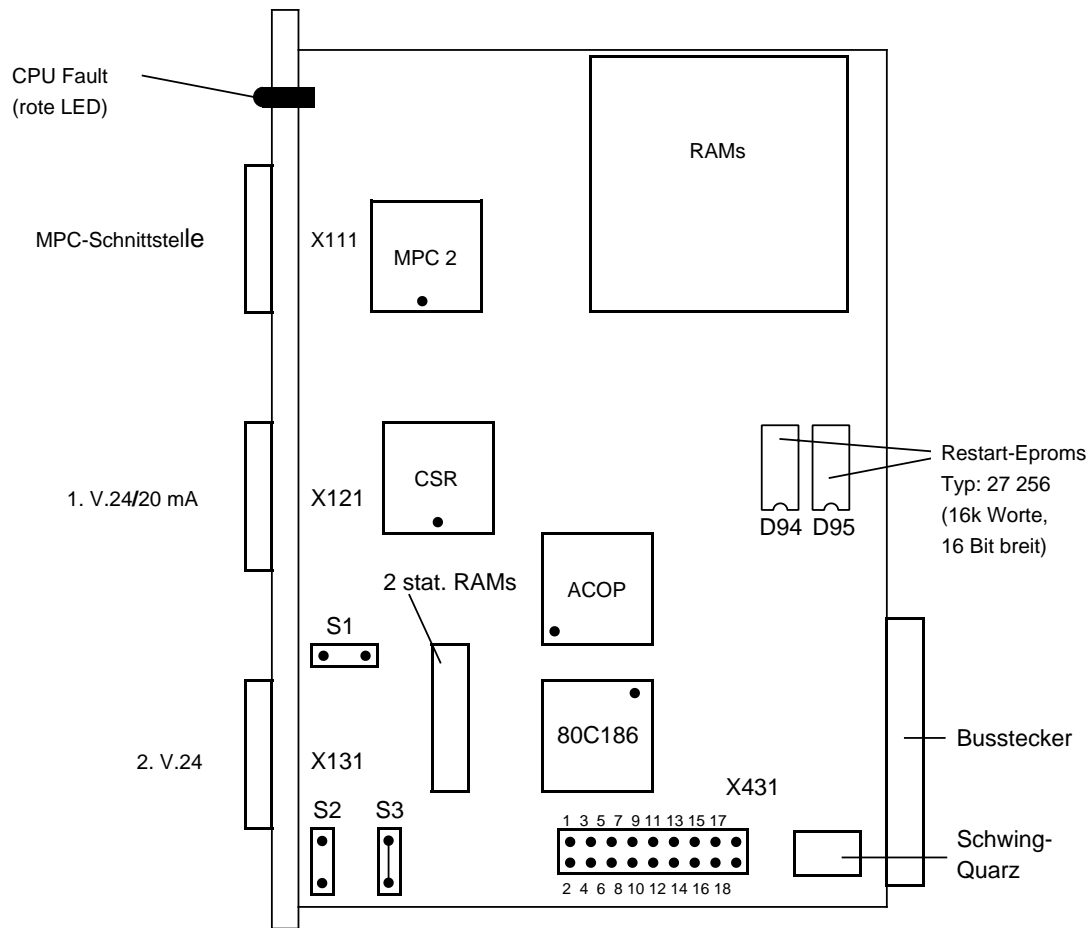 CPU Fault
(rote LED)
RAMs
MPC-Schnittstelle
X111
MPC 2
1. V.24/20 mA
X121
CSR
D94
D95
Restart-Eproms
Typ: 27 256
(16k Worte,
16 Bit breit)
2 stat. RAMs
ACOP
S1
2. V.24
X131
80C186
Busstecker
X431
S2
S3
1 3 5 7 9 11 13 15 17
2 4 6 8 10 12 14 16 18
Schwing-
Quarz